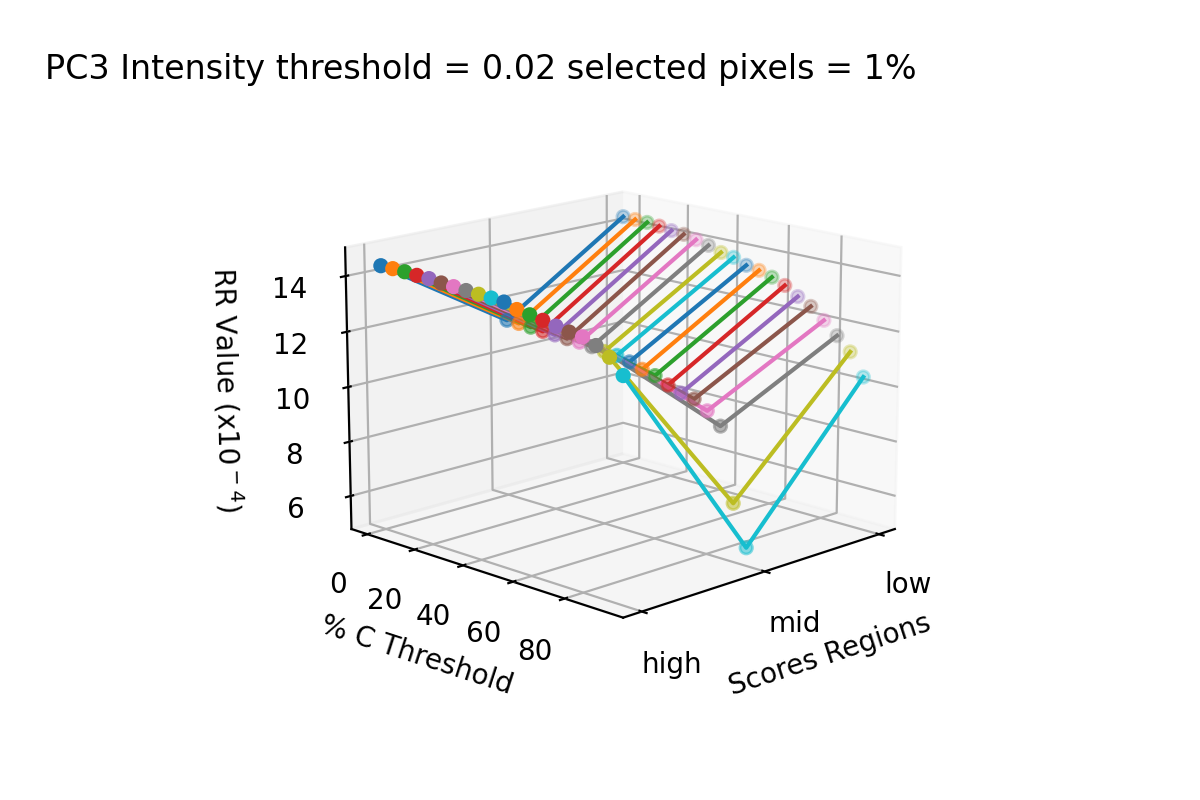 PC3 Intensity threshold = 0.02 selected pixels = 1%
RR Value (x10⁻⁴)
14
12
10
8
6
0
20
40
60
80
% C Threshold
high
mid
low
Scores Regions